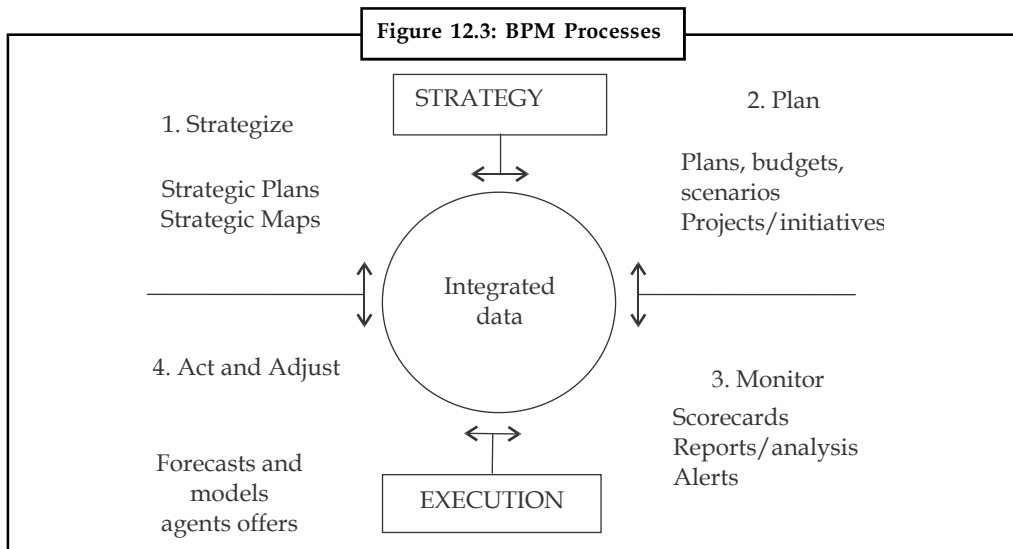 Figure 12.3: BPM Processes
STRATEGY
1. Strategize
Strategic Plans
Strategic Maps
2. Plan
Plans, budgets,
scenarios
Projects/initiatives
Integrated
data
4. Act and Adjust
Forecasts and
models
agents offers
3. Monitor
Scorecards
Reports/analysis
Alerts
EXECUTION